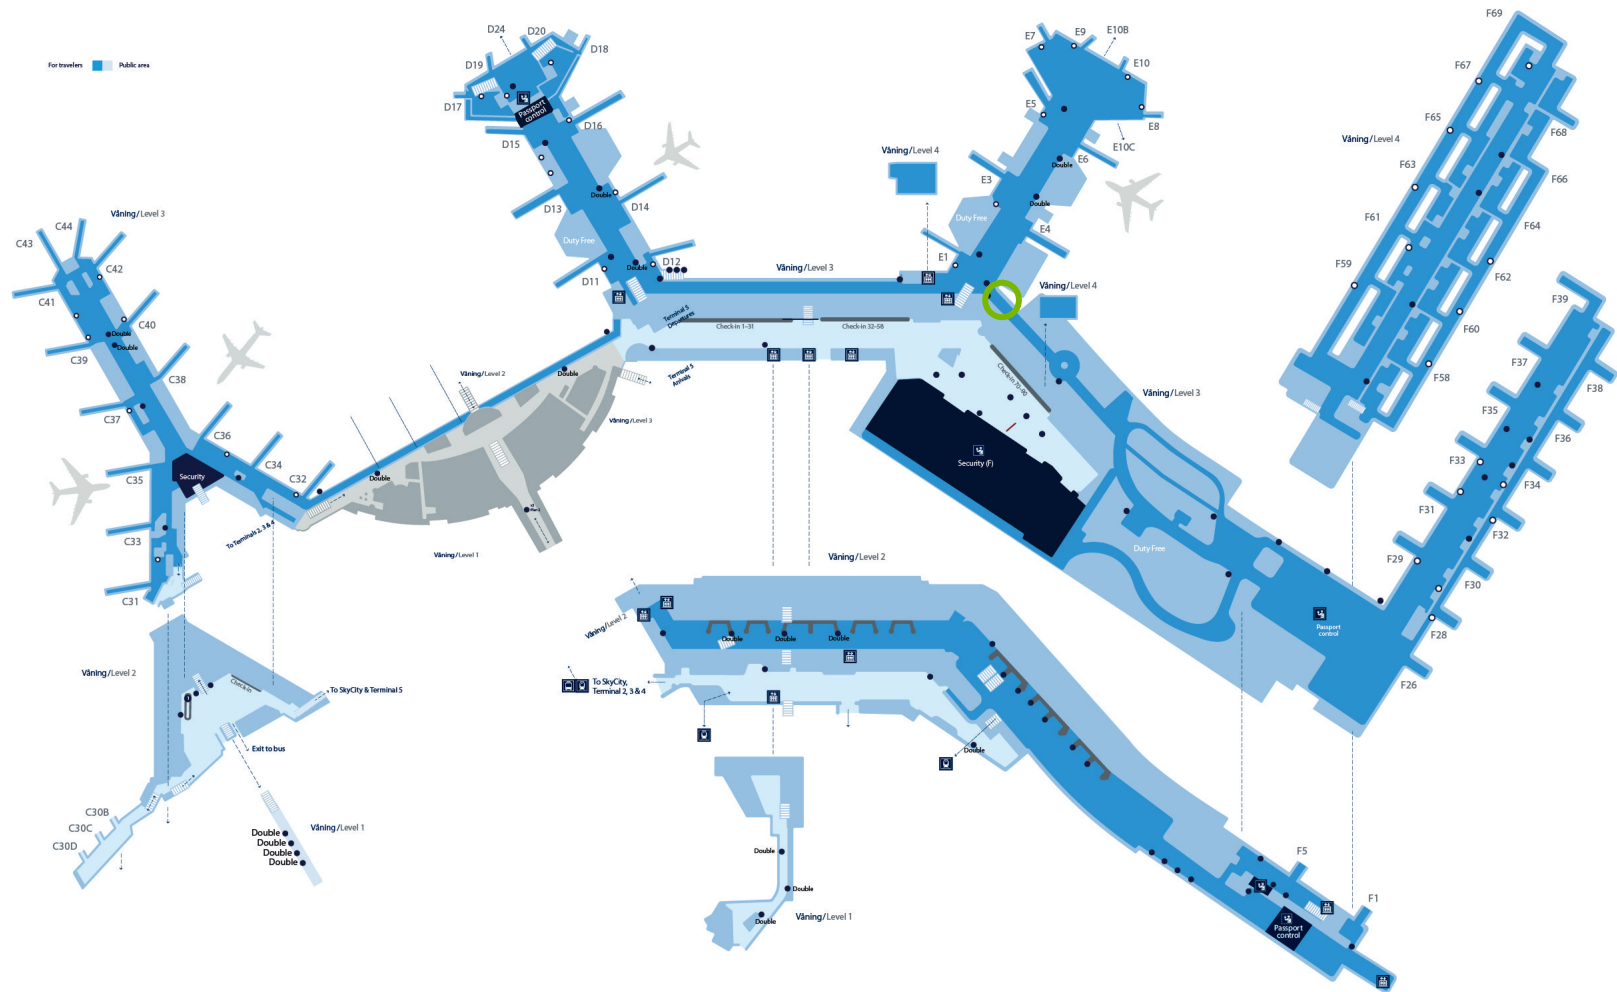 For travelers
Public area
D24
D20
D18
D19
D17
Passport
control
D16
D15
Double
D14
D13
Duty Free
D12
Double
D11
E7
E9
E10B
E10
E5
E8
E10C
E6
Double
E3
Double
Duty Free
E4
E1
Våning/Level 4
Våning/Level 3
Våning/Level 4
F69
F67
F65
F68
Våning/Level 4
F63
F66
F61
F64
F59
F62
F60
F58
F39
F37
F38
F35
F36
F33
F34
F31
F32
F29
F30
F28
F26
Våning/Level 3
C44
C43
C42
C41
C40
Double
Double
C39
C38
C37
C36
C35
C34
C32
Security
C33
C31
To Terminals 2, 3 & 4
Terminal 5
Departures
Check-in 1–31
Check-in 32–58
Terminal 5
Arrivals
Check-in 70–90
Våning/Level 3
Våning/Level 2
Double
Våning/Level 3
Double
Våning/Level 1
Security (F)
Duty Free
Passport
control
Våning/Level 2
Våning/Level 2
Double
Double
Double
To SkyCity,
Terminal 2, 3 & 4
Double
Våning/Level 2
Check-in
To SkyCity & Terminal 5
Exit to bus
C30B
C30C
C30D
Våning/Level 1
Double
Double
Double
Double
Double
Double
Double
Våning/Level 1
F5
F1
Passport
control